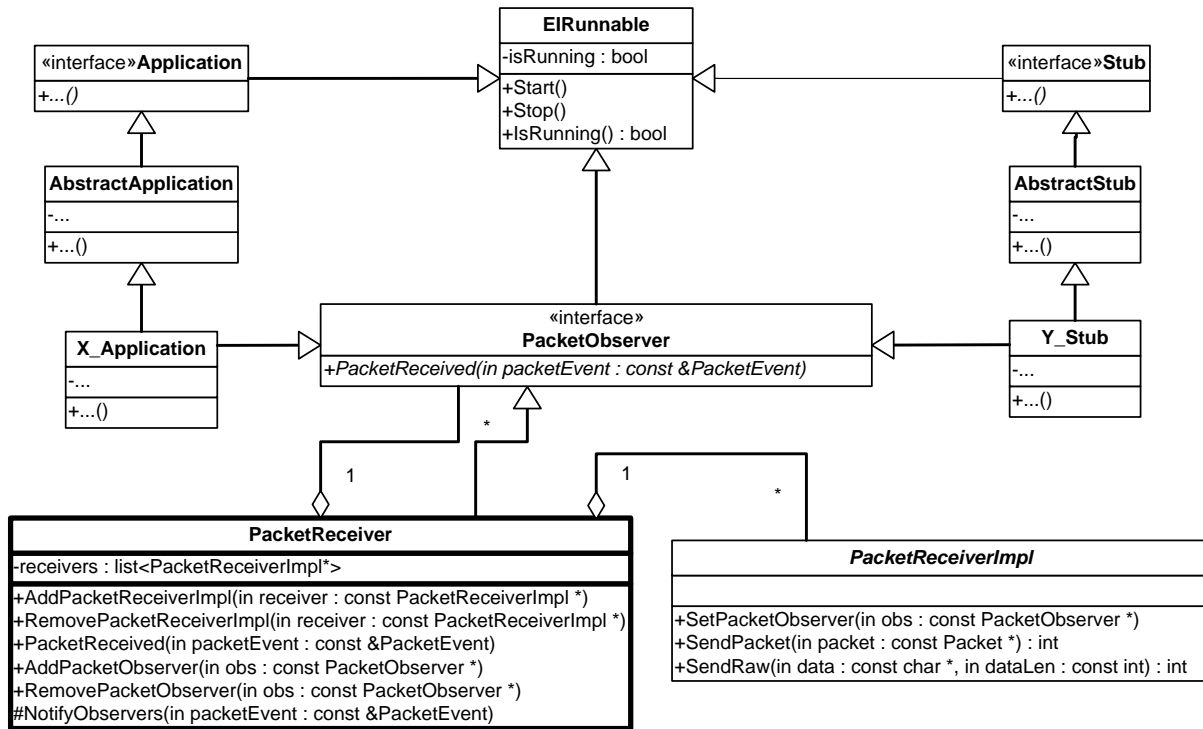 EIRunnable
-isRunning : bool
+Start()
+Stop()
+IsRunning() : bool
«interface»Application
+...()
«interface»Stub
+...()
AbstractApplication
-...
+...()
AbstractStub
-...
+...()
X_Application
-...
+...()
«interface»
PacketObserver
+PacketReceived(in packetEvent : const &PacketEvent)
Y_Stub
-...
+...()
*
1
1
*
PacketReceiver
-receivers : list<PacketReceiverImpl*>
+AddPacketReceiverImpl(in receiver : const PacketReceiverImpl *)
+RemovePacketReceiverImpl(in receiver : const PacketReceiverImpl *)
+PacketReceived(in packetEvent : const &PacketEvent)
+AddPacketObserver(in obs : const PacketObserver *)
+RemovePacketObserver(in obs : const PacketObserver *)
#NotifyObservers(in packetEvent : const &PacketEvent)
PacketReceiverImpl
+SetPacketObserver(in obs : const PacketObserver *)
+SendPacket(in packet : const Packet *) : int
+SendRaw(in data : const char *, in dataLen : const int) : int